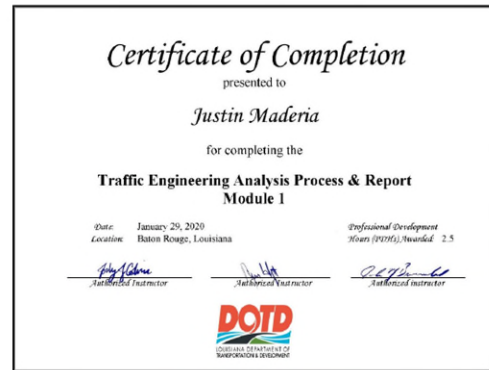 Certificate of Completion
presented to
Justin Maderia
for completing the
Traffic Engineering Analysis Process & Report
Module 1
Date: January 29, 2020
Location: Baton Rouge, Louisiana
Professional Development
Hours (PDHs) Awarded 2.5
Authorized Instructor
Authorized Instructor
Authorized instructor
DOTD
LOUISIANA DEPARTMENT OF
TRANSPORTATION & DEVELOPMENT